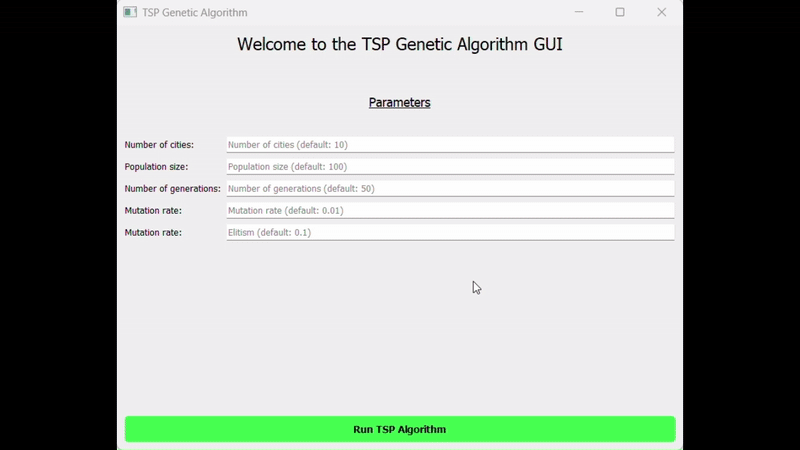 TSP Genetic Algorithm
Welcome to the TSP Genetic Algorithm GUI
Parameters
Number of cities: Number of cities (default: 10)
Population size: Population size (default: 100)
Number of generations: Number of generations (default: 50)
Mutation rate: Mutation rate (default: 0.01)
Mutation rate: Elitism (default: 0.1)
Run TSP Algorithm